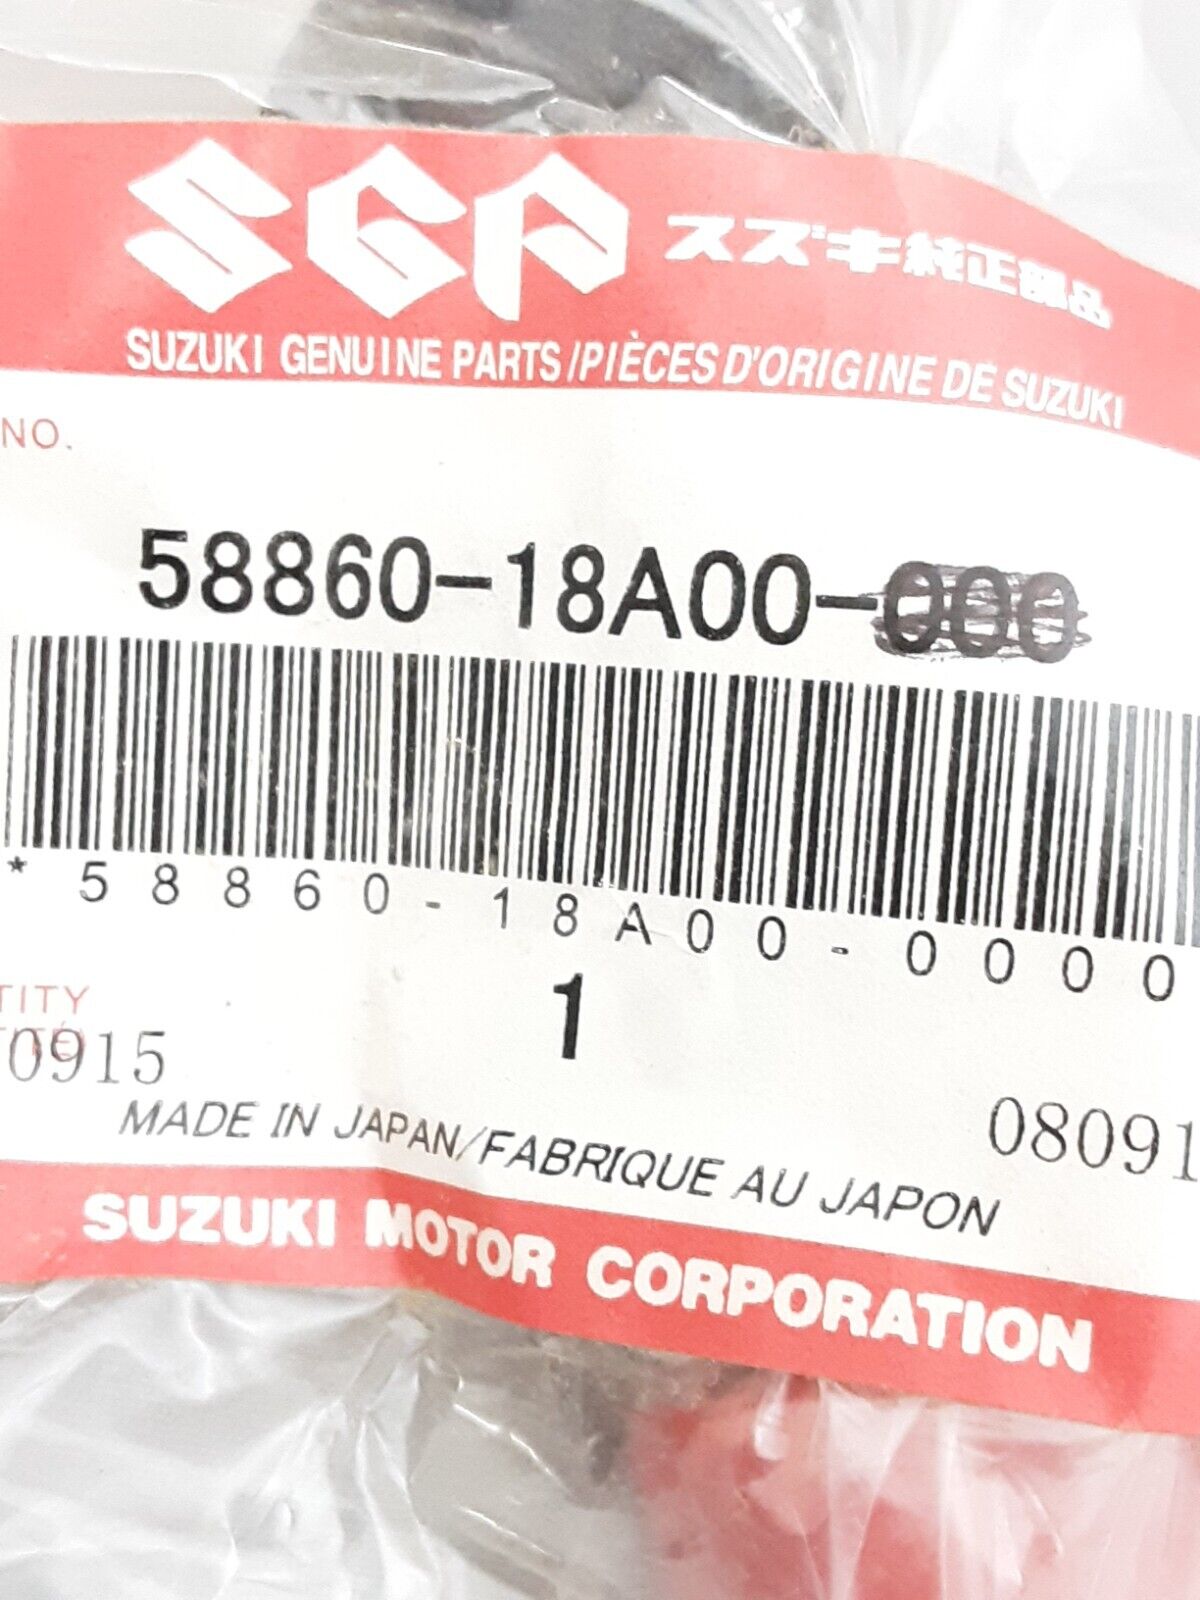 SGP スズキ純正部品
SUZUKI GENUINE PARTS/PIÈCES D'ORIGINE DE SUZUKI
NO.
58860-18A00-000
*58860-18A00-0000
TITY
1
0915
08091
MADE IN JAPAN/FABRIQUE AU JAPON
SUZUKI MOTOR CORPORATION